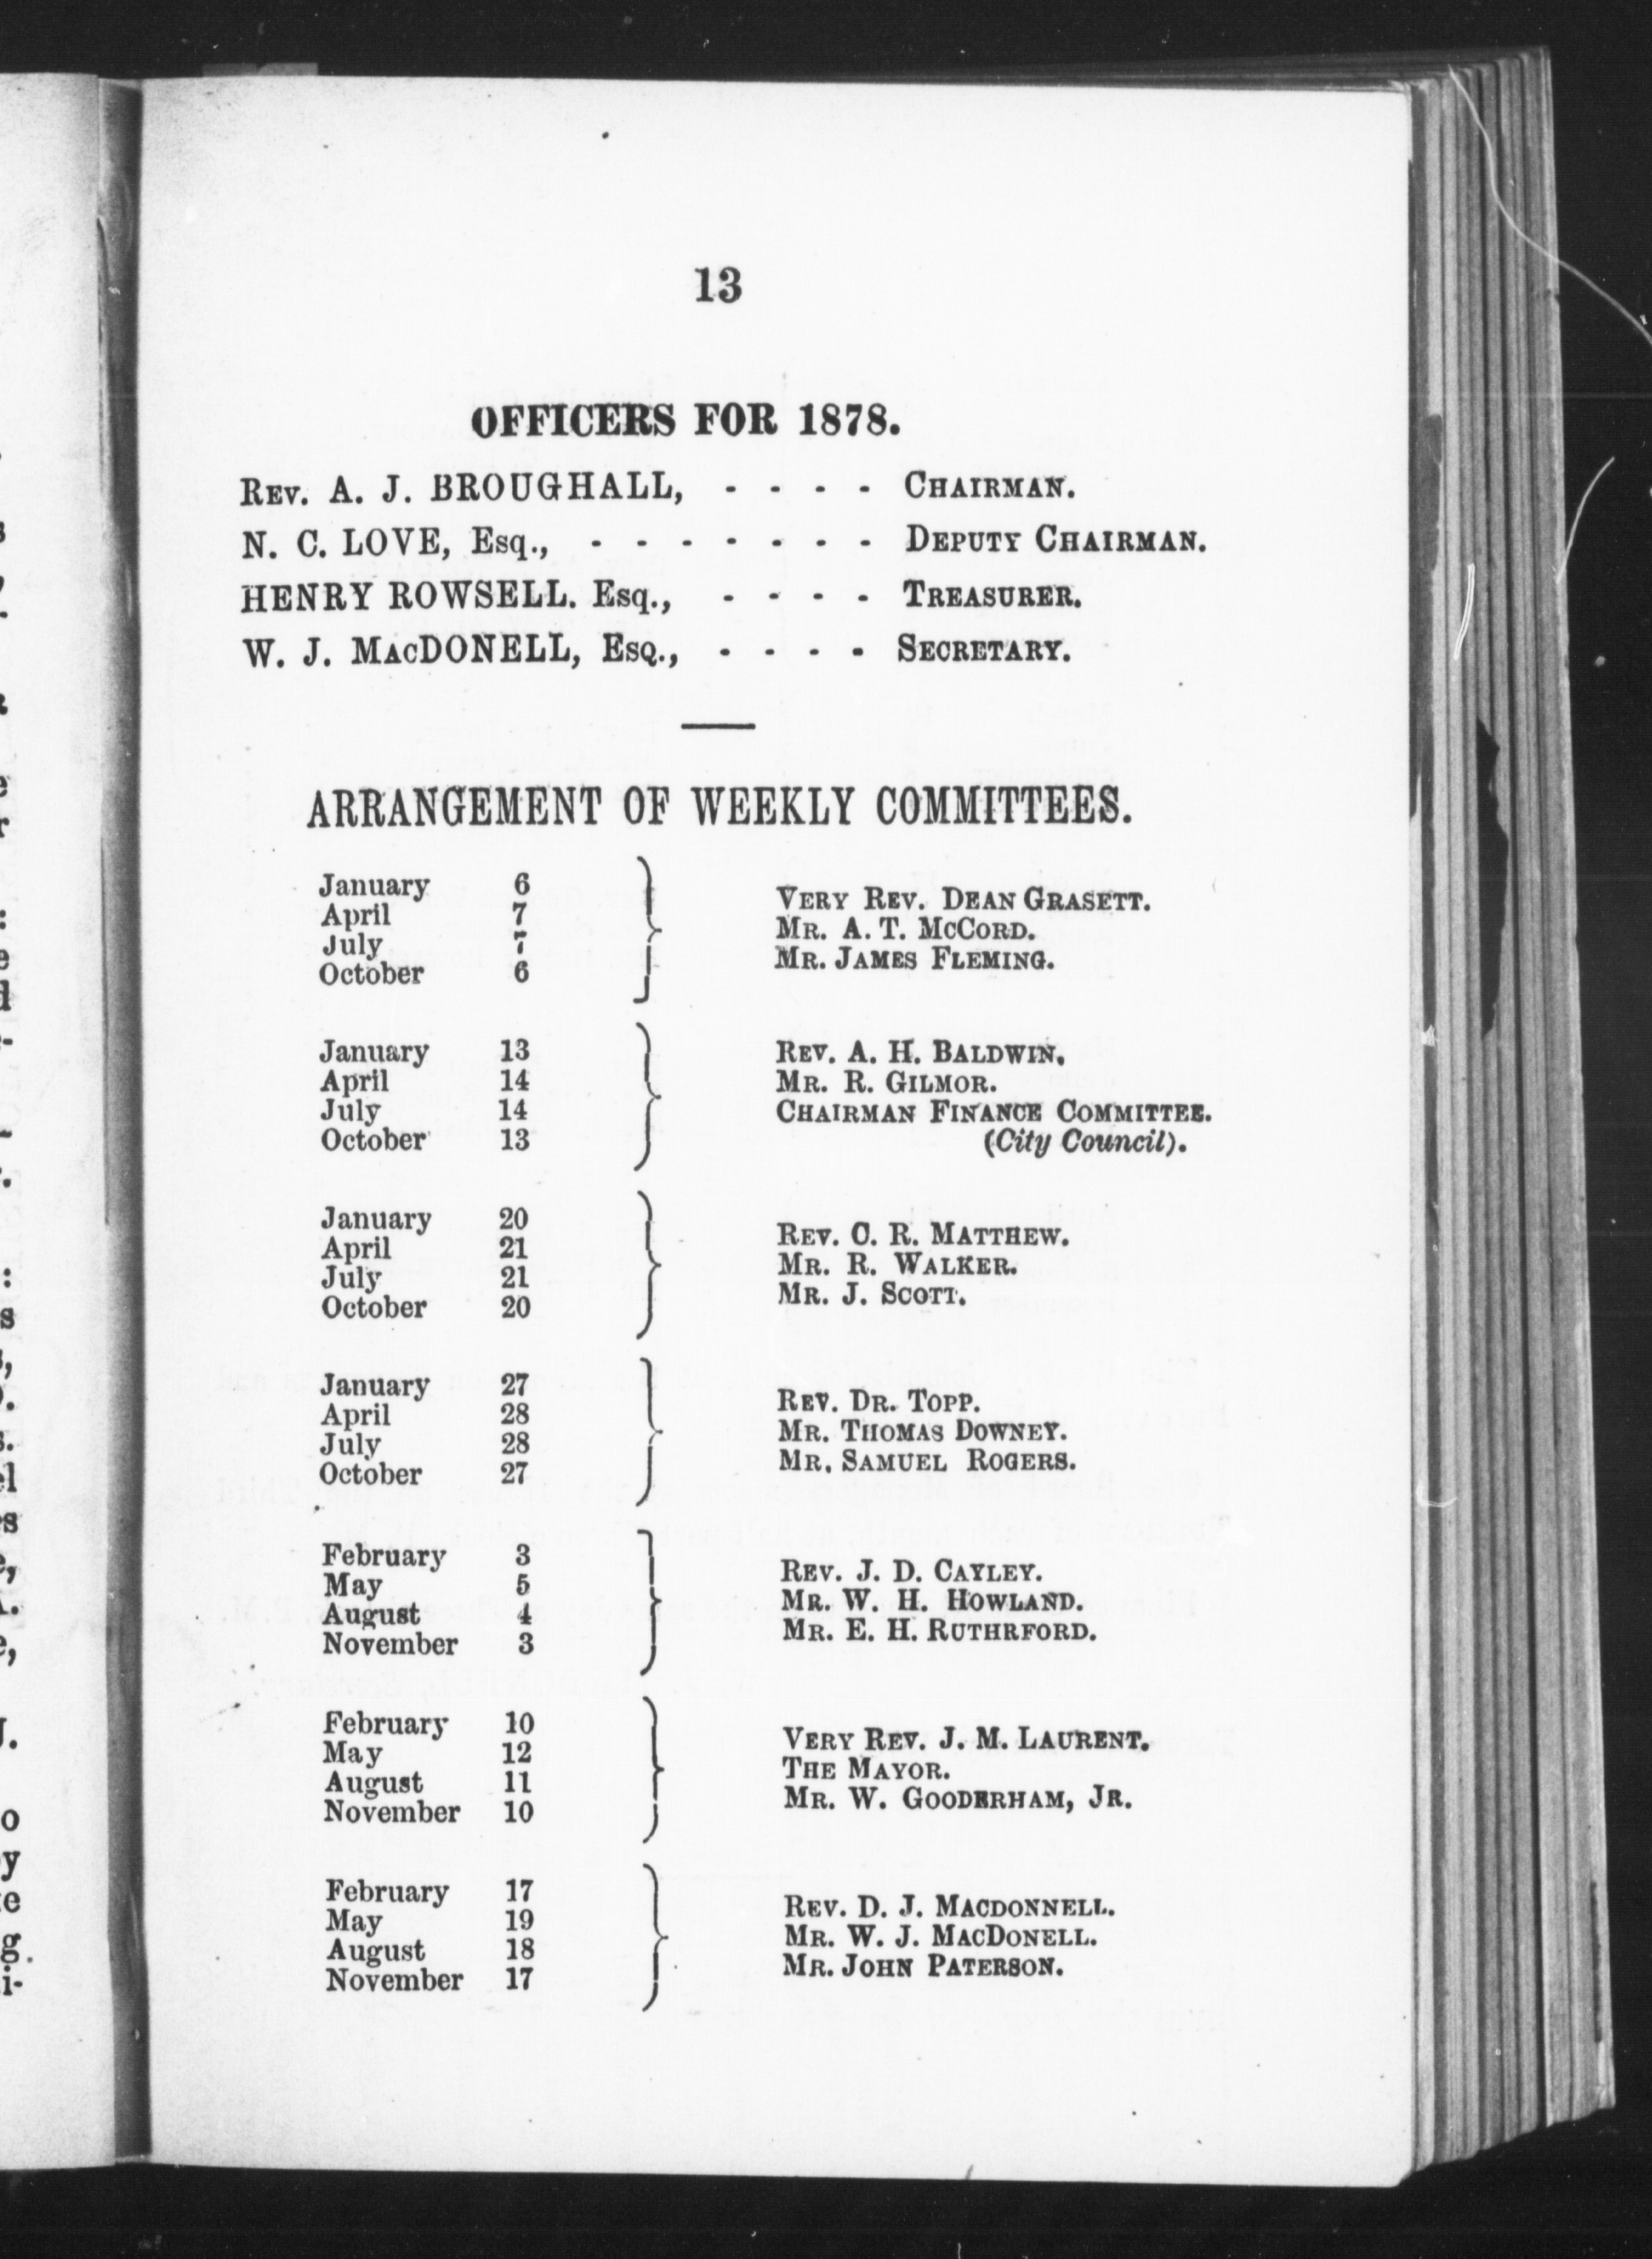 13
OFFICERS FOR 1878.
REV. A. J. BROUGHALL, - - - - CHAIRMAN.
N. C. LOVE, Esq., - - - - - - - DEPUTY CHAIRMAN.
HENRY ROWSELL. Esq., - - - - TREASURER.
W. J. MACDONELL, ESQ., - - - - SECRETARY.
ARRANGEMENT OF WEEKLY COMMITTEES.
January 6
April 7
July 7
October 6
VERY REV. DEAN GRASETT.
MR. A. T. MCCORD.
MR. JAMES FLEMING.
January 13
April 14
July 14
October 13
REV. A. H. BALDWIN.
MR. R. GILMOR.
CHAIRMAN FINANCE COMMITTEE.
(City Council).
January 20
April 21
July 21
October 20
REV. C. R. MATTHEW.
MR. R. WALKER.
MR. J. SCOTT.
January 27
April 28
July 28
October 27
REV. DR. TOPP.
MR. THOMAS DOWNEY.
MR. SAMUEL ROGERS.
February 3
May 5
August 4
November 3
REV. J. D. CAYLEY.
MR. W. H. HOWLAND.
MR. E. H. RUTHRFORD.
February 10
May 12
August 11
November 10
VERY REV. J. M. LAURENT.
THE MAYOR.
MR. W. GOODERHAM, JR.
February 17
May 19
August 18
November 17
REV. D. J. MACDONNELL.
MR. W. J. MACDONELL.
MR. JOHN PATERSON.